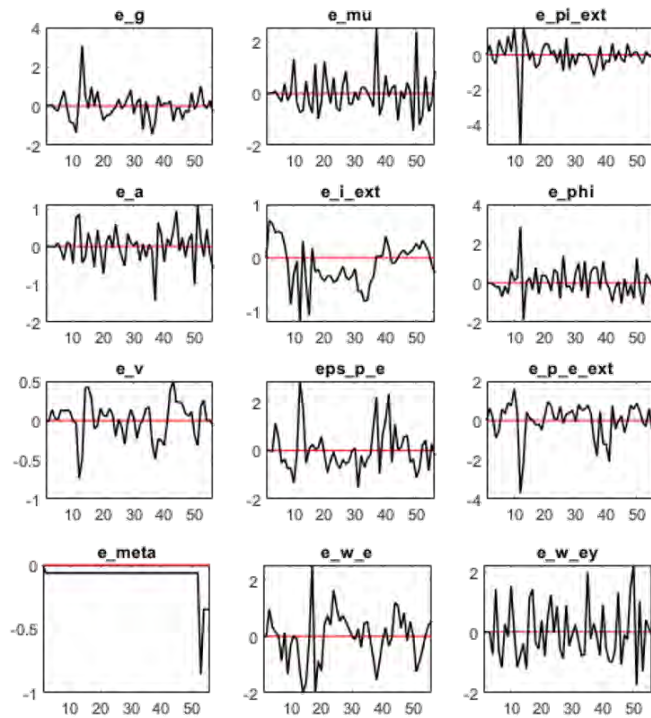 e_g e_mu e_pi_ext
4 2 0 -2
2 0 -2
0 -2 -4
10 20 30 40 50 10 20 30 40 50 10 20 30 40 50
e_a e_i_ext e_phi
1 0 -1 -2
1 0 -1
4 2 0 -2
10 20 30 40 50 10 20 30 40 50 10 20 30 40 50
e_v eps_p_e e_p_e_ext
0.5 0 -0.5 -1
2 0 -2
2 0 -2 -4
10 20 30 40 50 10 20 30 40 50 10 20 30 40 50
e_meta e_w_e e_w_ey
0 -0.5 -1
2 0 -2
2 0 -2
10 20 30 40 50 10 20 30 40 50 10 20 30 40 50